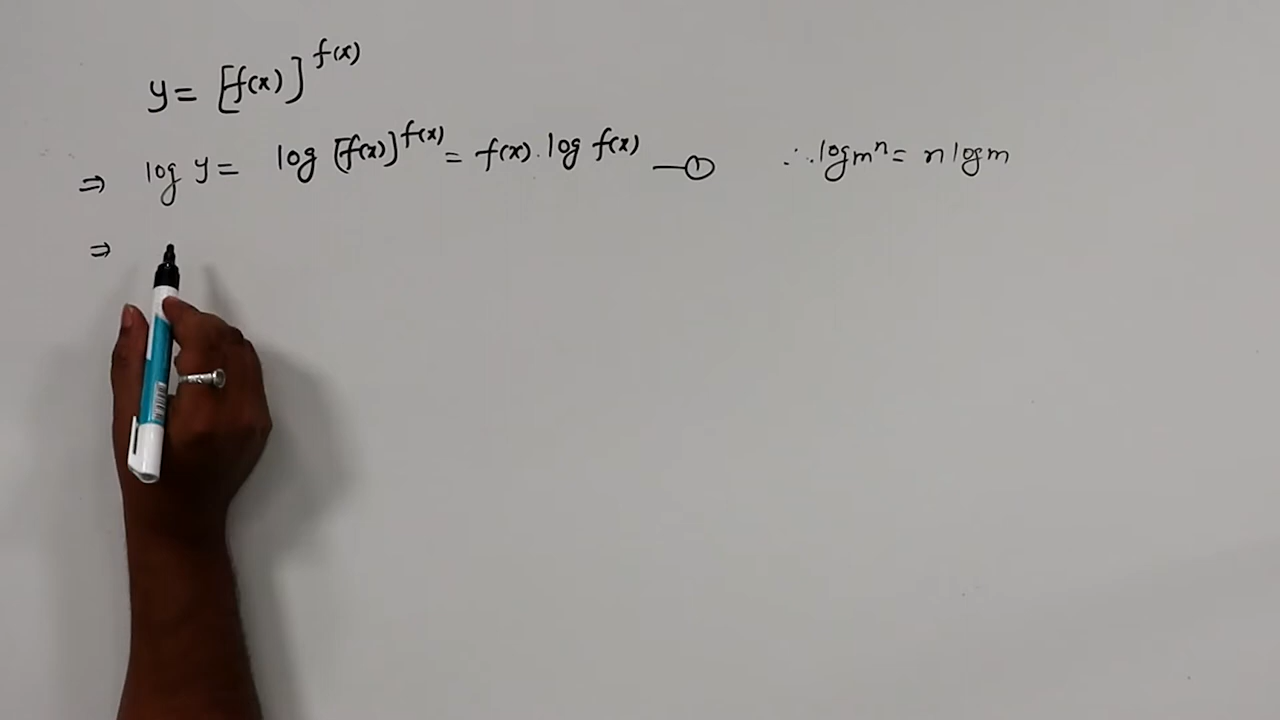 y = [f(x)]^f(x)
⇒ log y = log [f(x)]^f(x) = f(x) . log f(x) —① ∴ log m^n = n log m
⇒